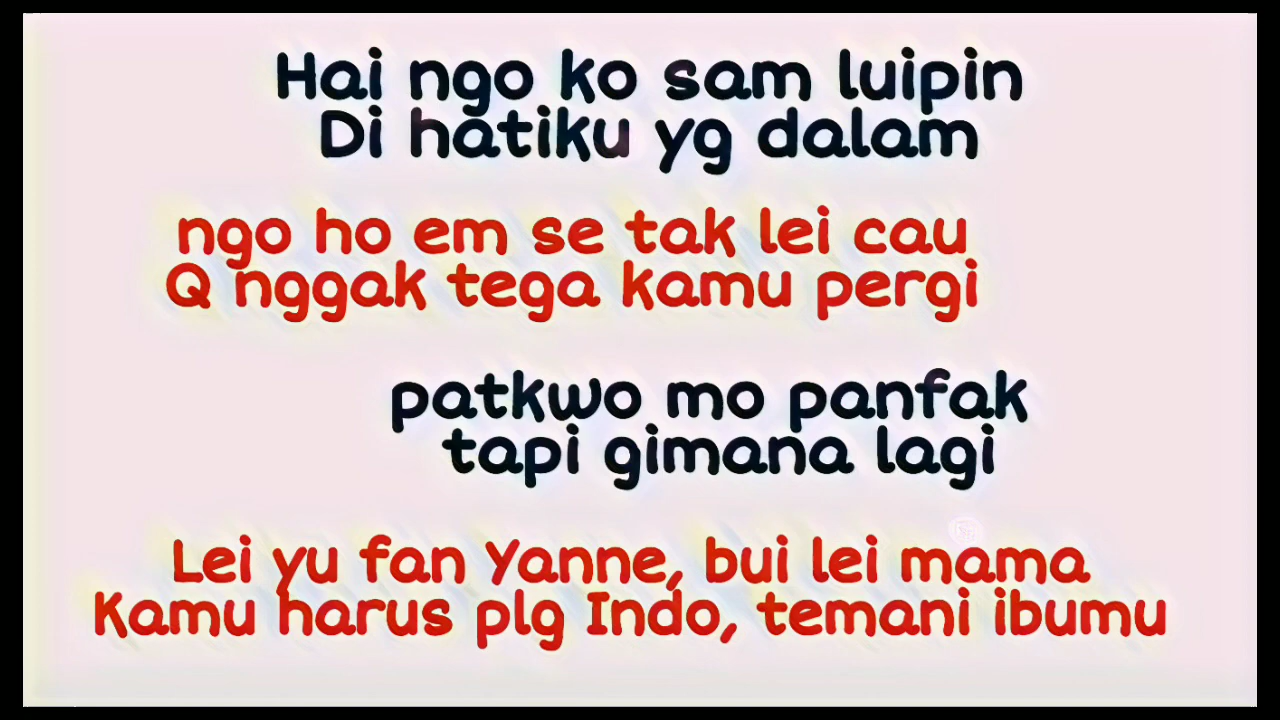 Hai ngo ko sam luipin
Di hatiku yg dalam
ngo ho em se tak lei cau
Q nggak tega kamu pergi
patkwo mo panfak
tapi gimana lagi
Lei yu fan Yanne, bui lei mama
Kamu harus plg Indo, temani ibumu